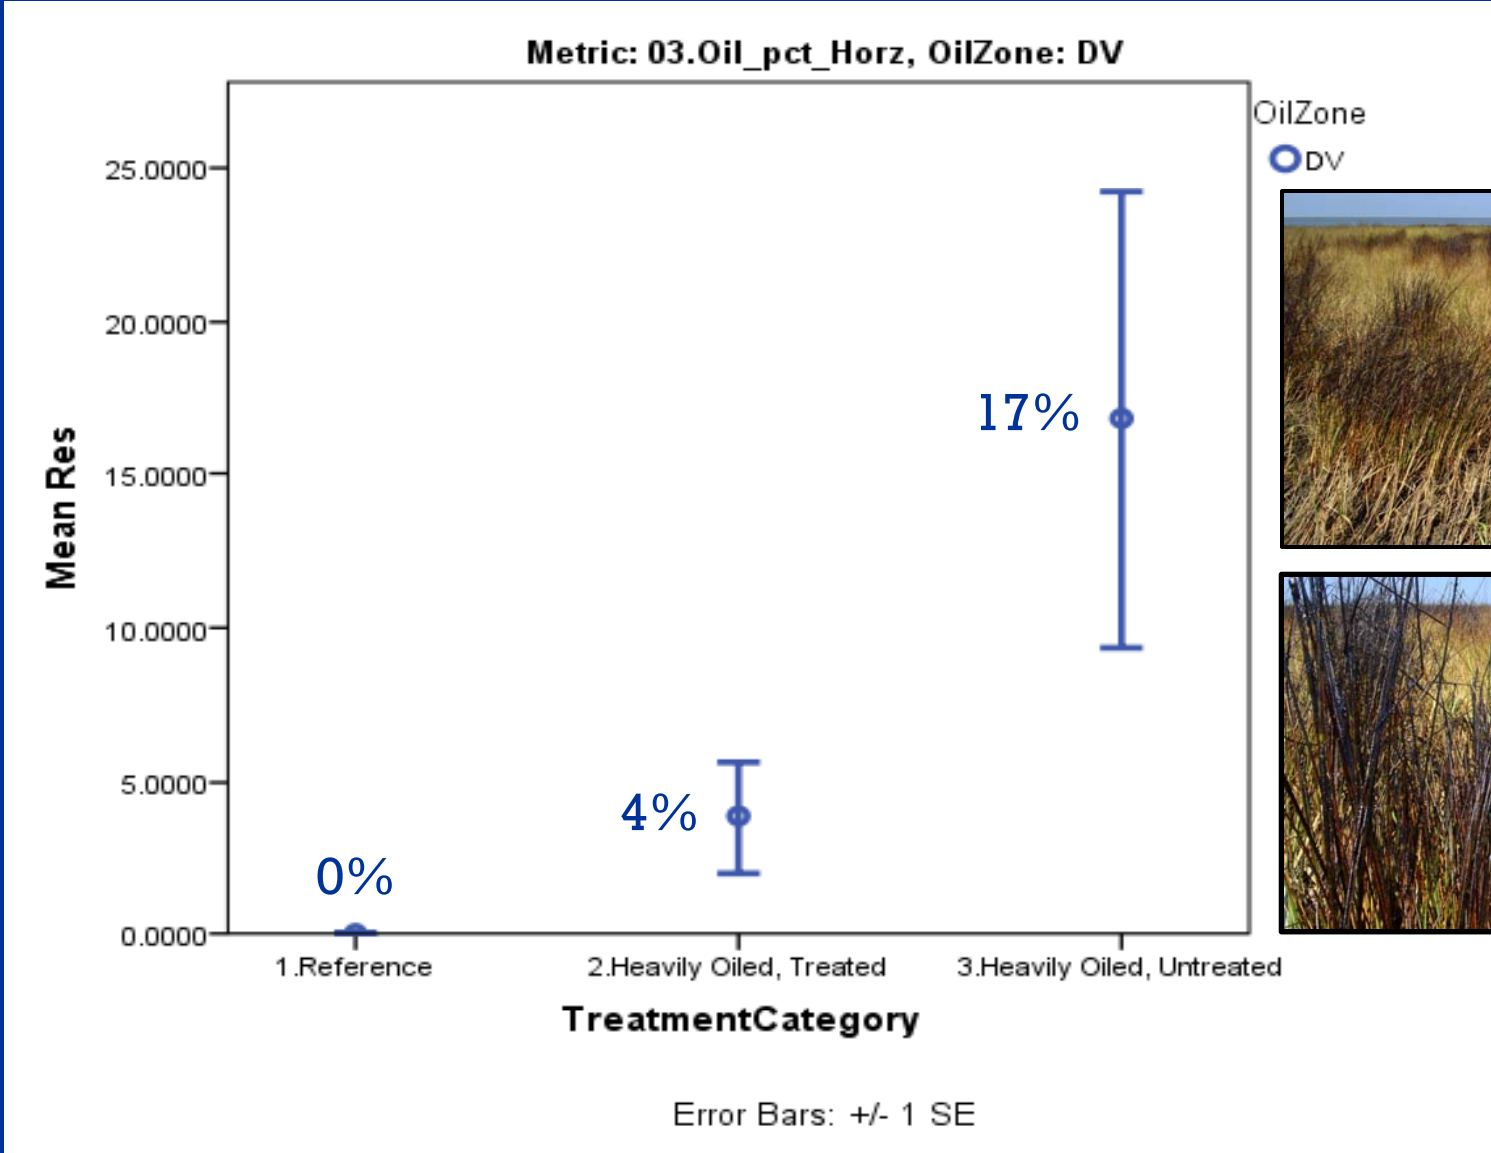 Metric: 03.Oil_pct_Horz, OilZone: DV
OilZone
DV
25.0000
20.0000
15.0000
10.0000
5.0000
0.0000
Mean Res
17%
4%
0%
1.Reference
2.Heavily Oiled, Treated
3.Heavily Oiled, Untreated
TreatmentCategory
Error Bars: +/- 1 SE